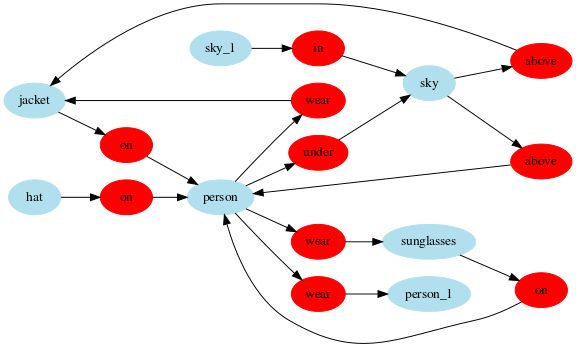 sky_1
in
above
sky
jacket
wear
on
under
above
hat
on
person
wear
sunglasses
wear
person_1
on